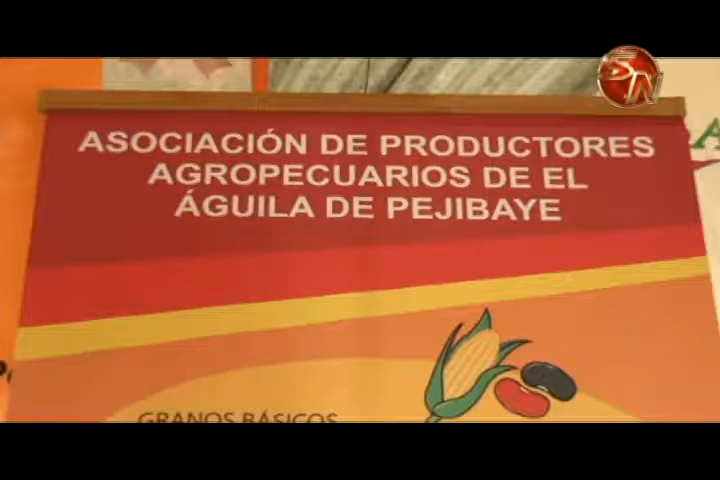 ASOCIACIÓN DE PRODUCTORES
AGROPECUARIOS DE EL
ÁGUILA DE PEJIBAYE
GRANOS BÁSICOS